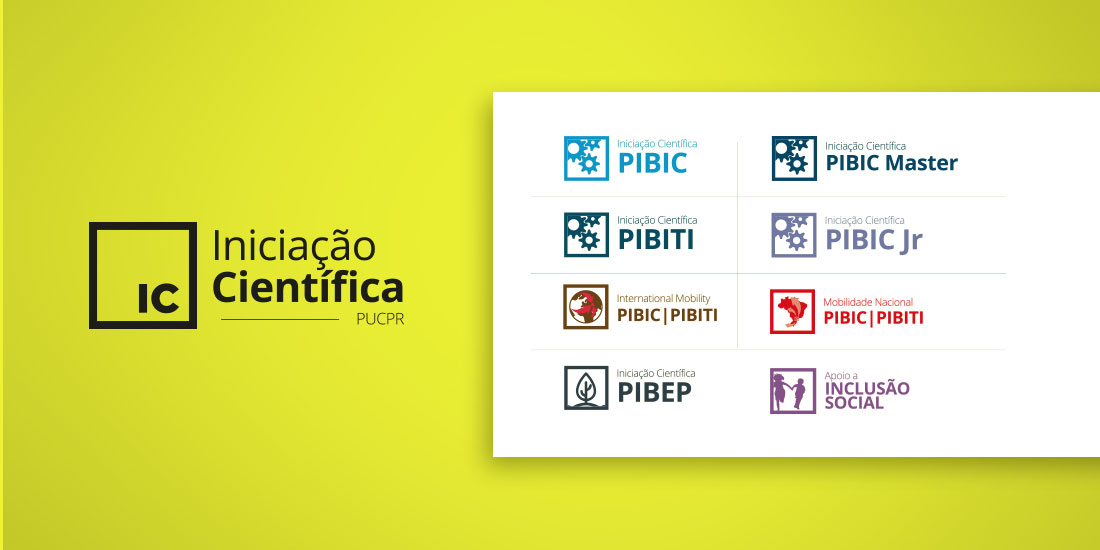 IC
Iniciação
Científica
PUCPR
Iniciação Científica
PIBIC
Iniciação Científica
PIBIC Master
Iniciação Científica
PIBITI
Iniciação Científica
PIBIC Jr
International Mobility
PIBIC|PIBITI
Mobilidade Nacional
PIBIC|PIBITI
Iniciação Científica
PIBEP
Apoio a
INCLUSÃO
SOCIAL